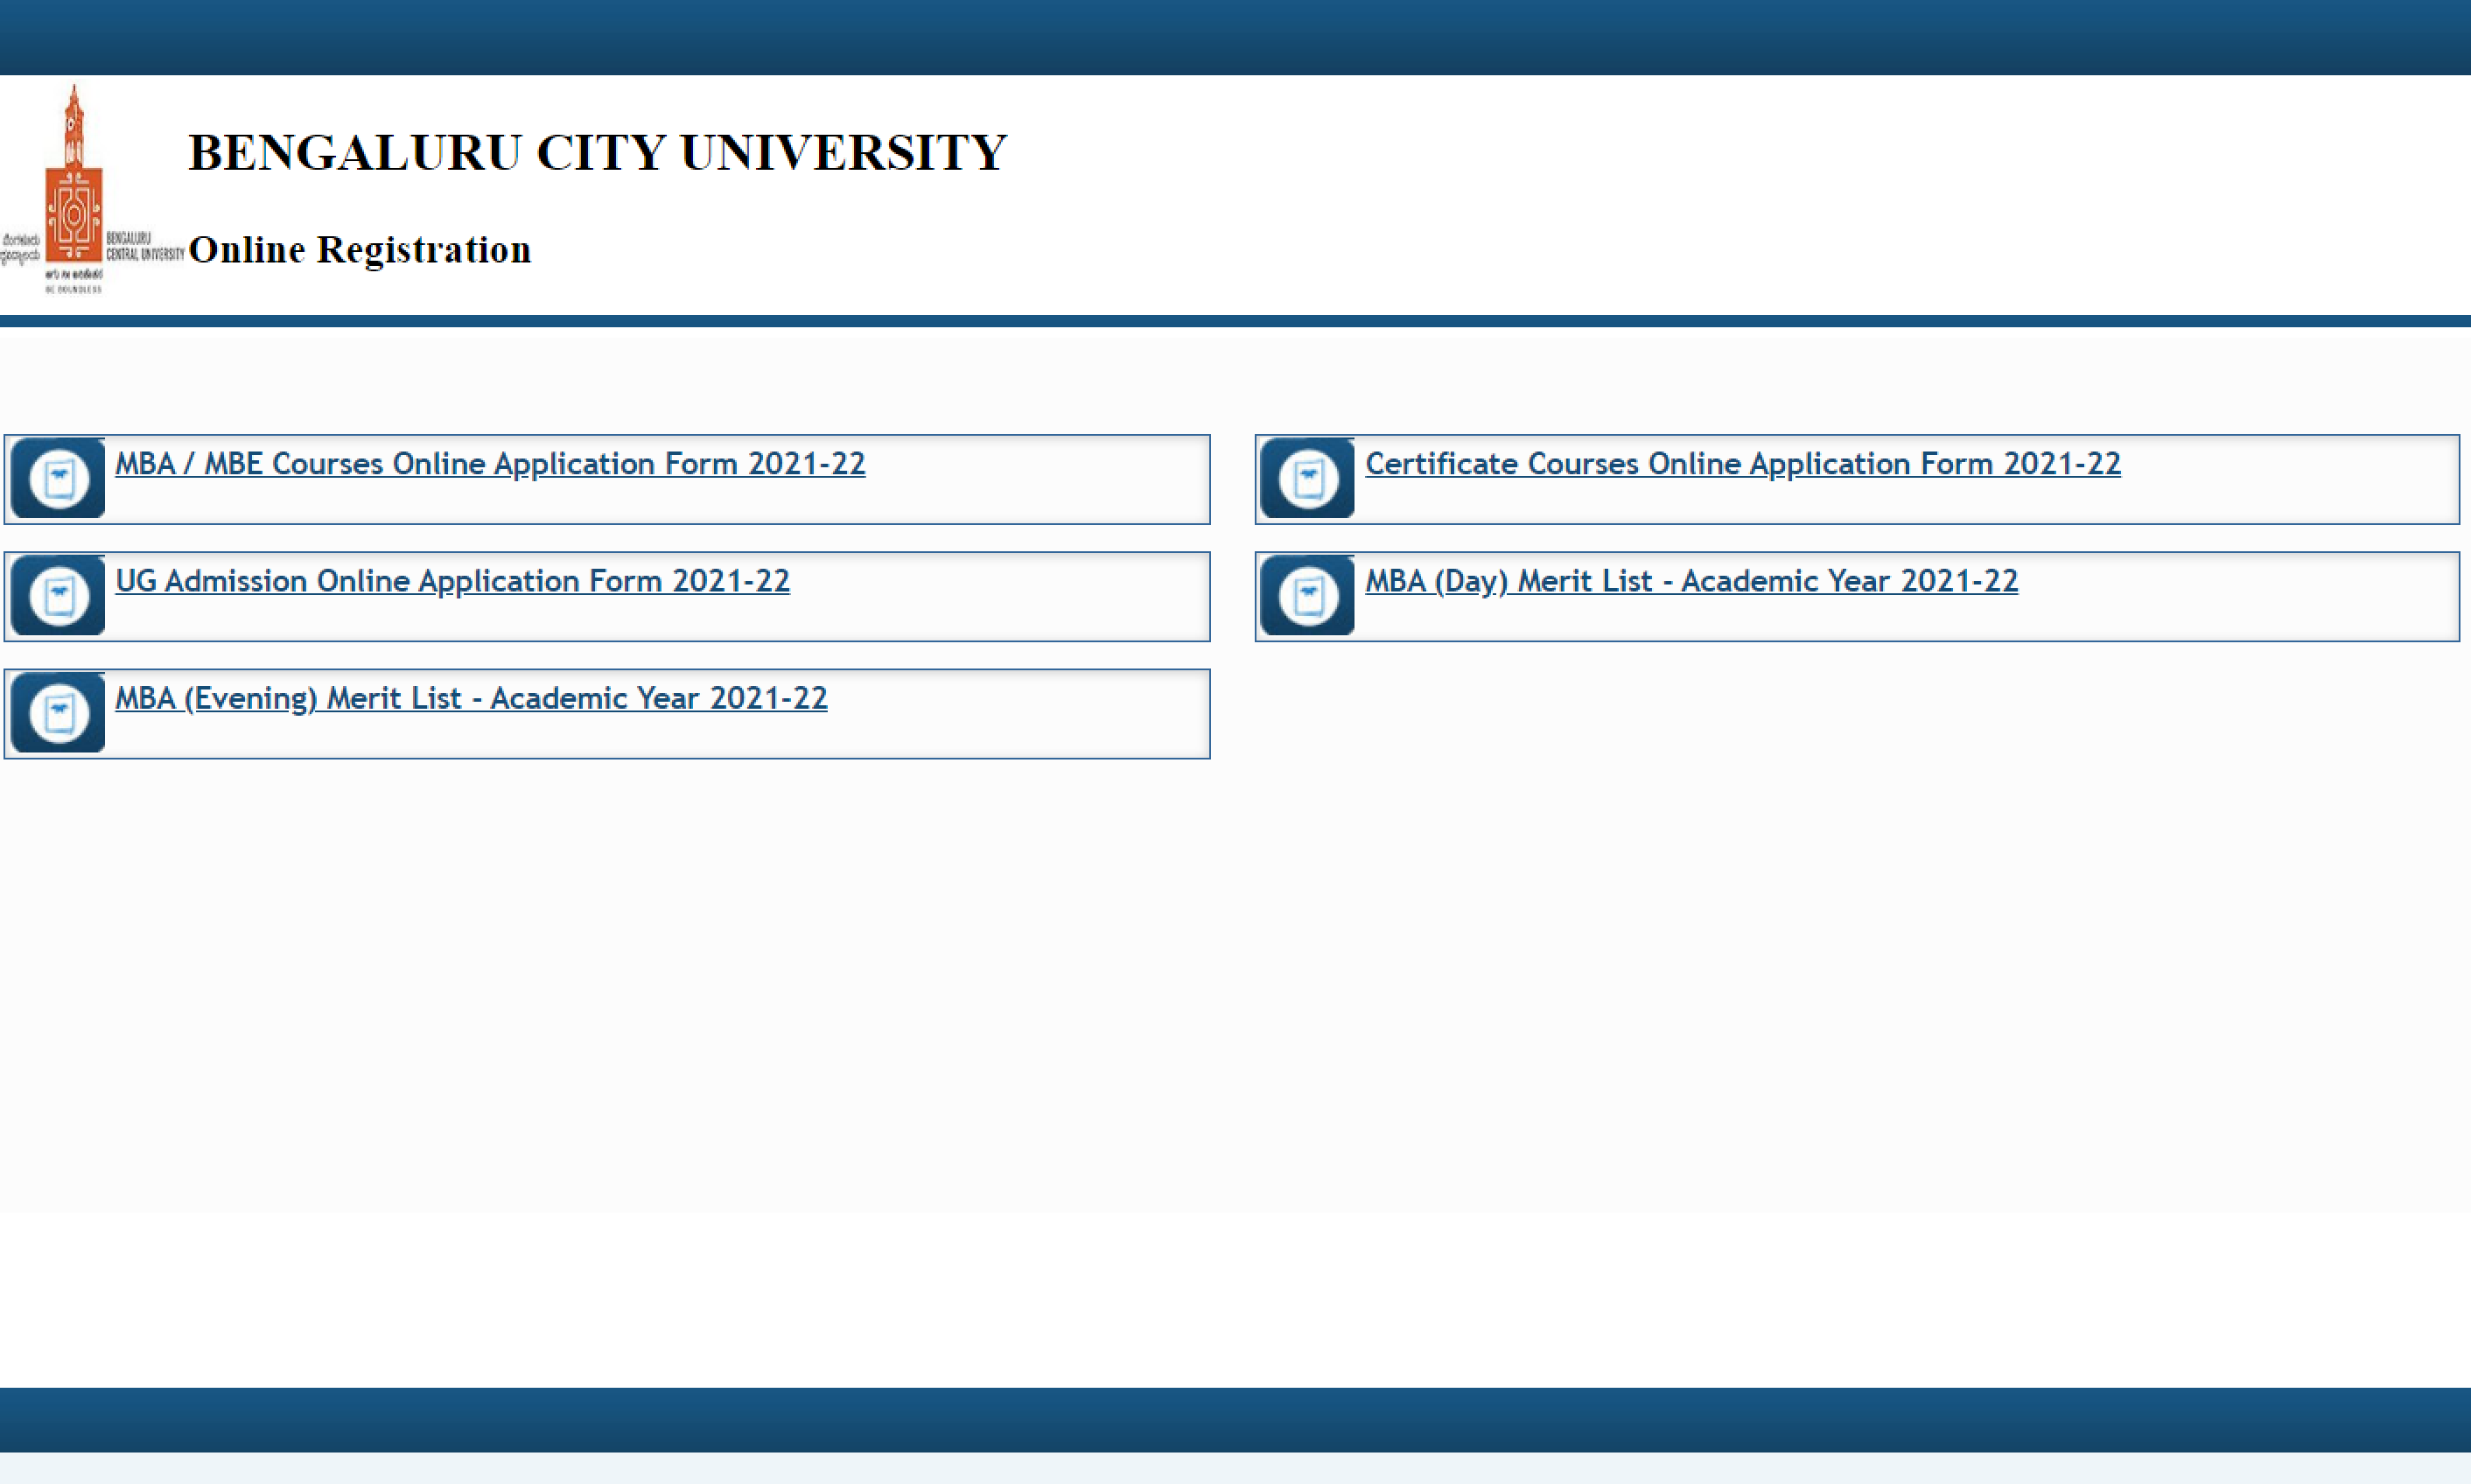 BENGALURU CITY UNIVERSITY
BENGALURU
CENTRAL UNIVERSITY
Online Registration
BE BOUNDLESS
MBA / MBE Courses Online Application Form 2021-22
Certificate Courses Online Application Form 2021-22
UG Admission Online Application Form 2021-22
MBA (Day) Merit List - Academic Year 2021-22
MBA (Evening) Merit List - Academic Year 2021-22